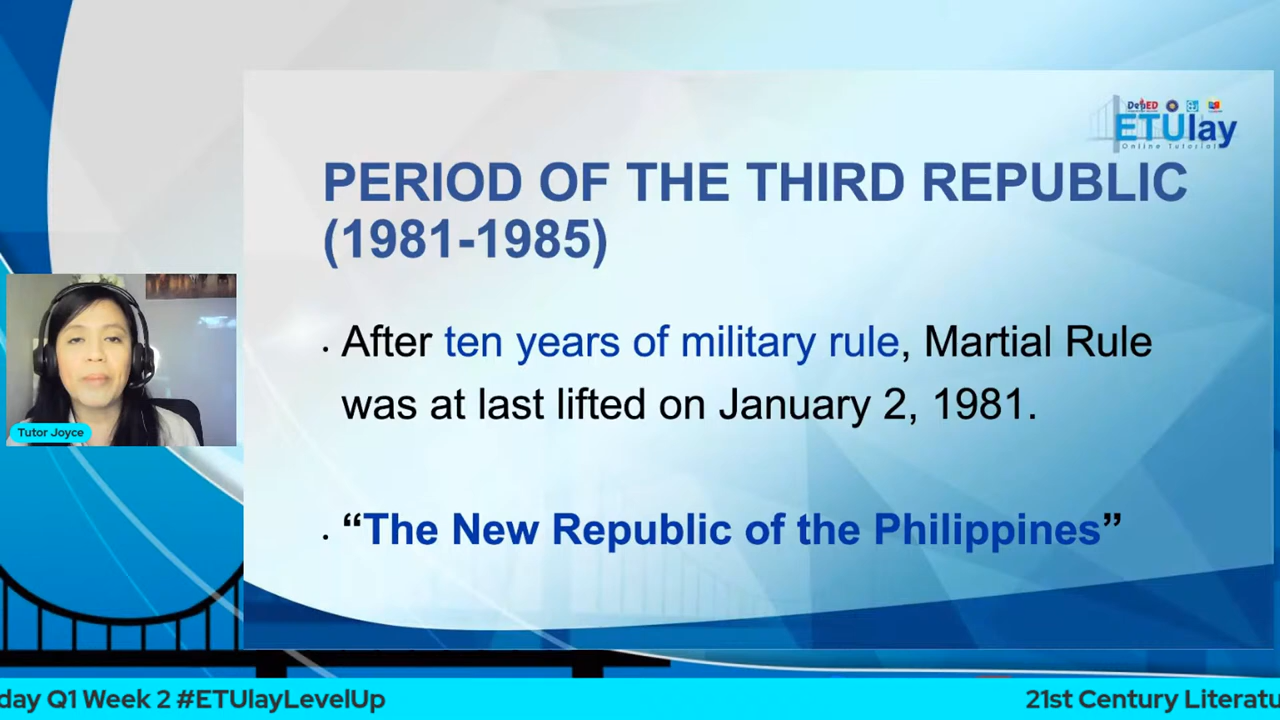 DepED
ETUlay
Online Tutorial
PERIOD OF THE THIRD REPUBLIC
(1981-1985)
· After ten years of military rule, Martial Rule
was at last lifted on January 2, 1981.
· “The New Republic of the Philippines”
Tutor Joyce
day Q1 Week 2 #ETUlayLevelUp
21st Century Literatu